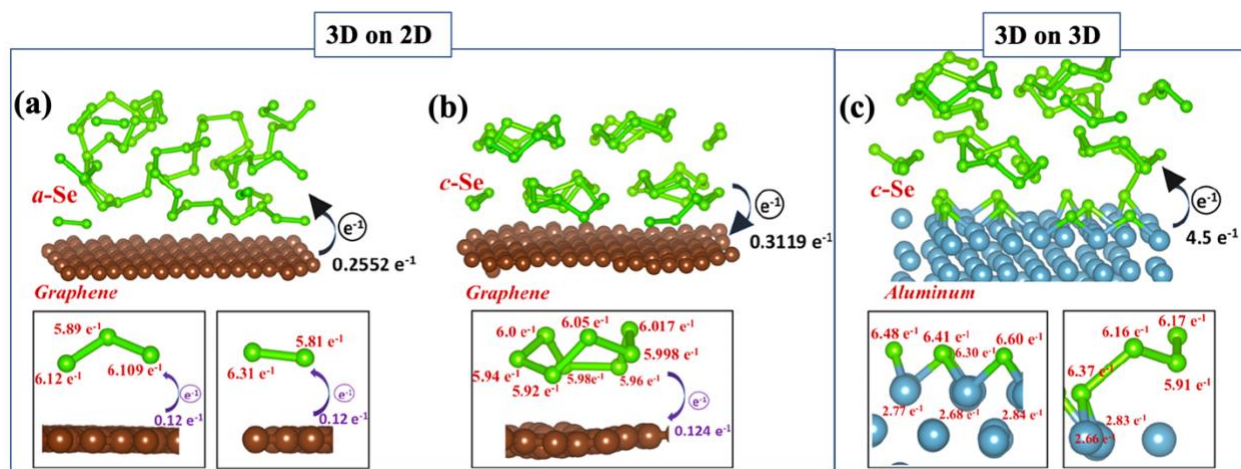 3D on 2D
3D on 3D
(a)
a-Se
e⁻¹
0.2552 e⁻¹
Graphene
5.89 e⁻¹
6.12 e⁻¹
6.109 e⁻¹
e⁻¹
0.12 e⁻¹
5.81 e⁻¹
6.31 e⁻¹
e⁻¹
0.12 e⁻¹
(b)
c-Se
e⁻¹
0.3119 e⁻¹
Graphene
6.0 e⁻¹
6.05 e⁻¹
6.017 e⁻¹
5.998 e⁻¹
5.94 e⁻¹
5.92 e⁻¹
5.98e⁻¹
5.96 e⁻¹
e⁻¹
0.124 e⁻¹
(c)
c-Se
e⁻¹
4.5 e⁻¹
Aluminum
6.48 e⁻¹
6.41 e⁻¹
6.60 e⁻¹
6.30 e⁻¹
2.77 e⁻¹
2.68 e⁻¹
2.84 e⁻¹
6.16 e⁻¹
6.17 e⁻¹
6.37 e⁻¹
5.91 e⁻¹
2.83 e⁻¹
2.66 e⁻¹